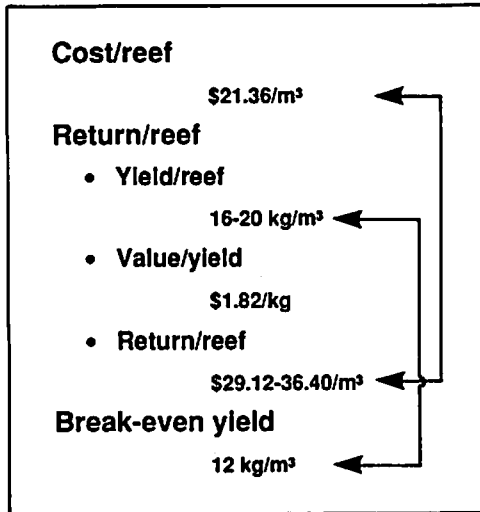 Cost/reef
$21.36/m³
Return/reef
• Yield/reef
16-20 kg/m³
• Value/yield
$1.82/kg
• Return/reef
$29.12-36.40/m³
Break-even yield
12 kg/m³